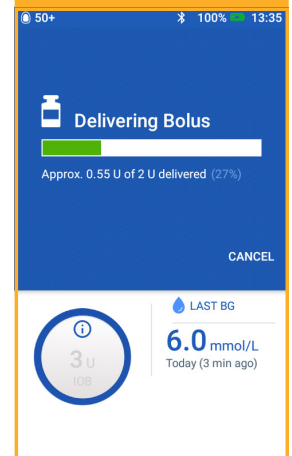 50+ 100% 13:35
Delivering Bolus
Approx. 0.55 U of 2 U delivered (27%)
CANCEL
LAST BG
6.0 mmol/L
Today (3 min ago)
3 U
IOB